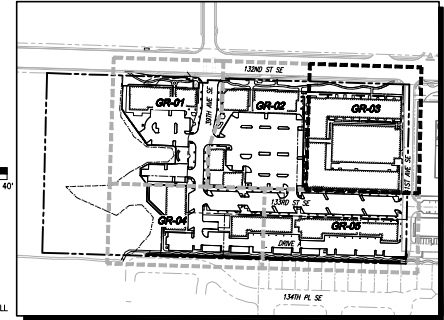 132ND ST SE
GR-01
39TH AVE SE
GR-02
GR-03
40'
133RD ST SE
GR-04
GR-05
DRIVE A
134TH PL SE